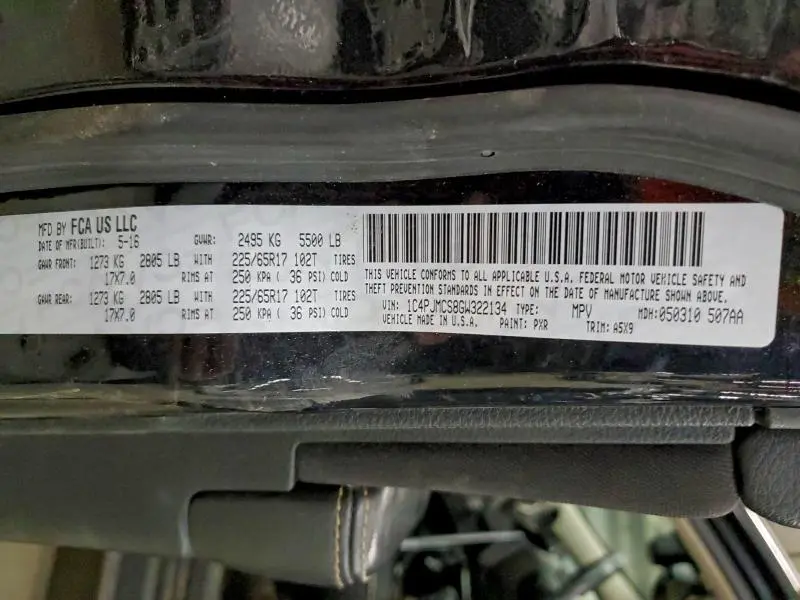 MFD BY FCA US LLC
DATE OF MFR(BUILT): 5-16 GVWR: 2495 KG 5500 LB
GAWR FRONT: 1273 KG 2805 LB WITH 225/65R17 102T TIRES
17X7.0 RIMS AT 250 KPA ( 36 PSI) COLD
GAWR REAR: 1273 KG 2805 LB WITH 225/65R17 102T TIRES
17X7.0 RIMS AT 250 KPA ( 36 PSI) COLD
THIS VEHICLE CONFORMS TO ALL APPLICABLE U.S.A. FEDERAL MOTOR VEHICLE SAFETY AND
THEFT PREVENTION STANDARDS IN EFFECT ON THE DATE OF MANUFACTURE SHOWN ABOVE.
VIN: 1C4PJMCS8GW322134 TYPE: MPV MDH:050310 507AA
VEHICLE MADE IN U.S.A. PAINT: PXR TRIM: A5X9